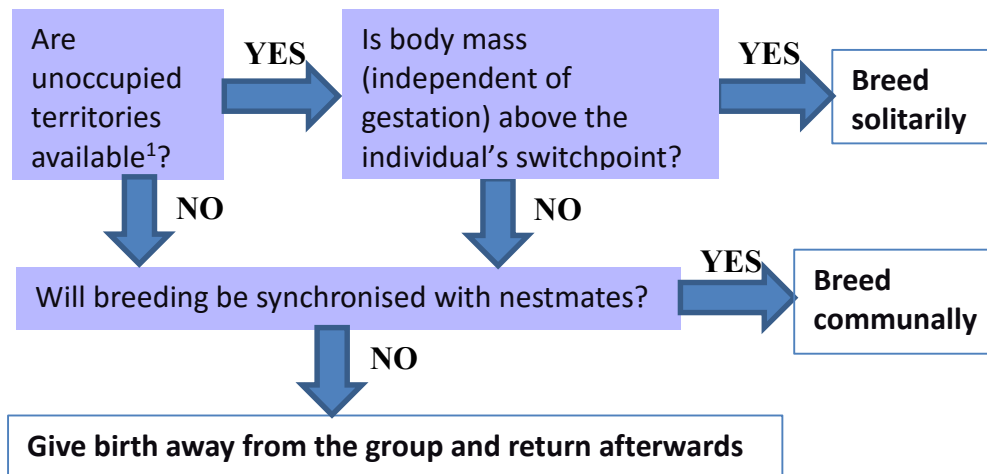 Are
unoccupied
territories
available¹?
YES
Is body mass
(independent of
gestation) above the
individual's switchpoint?
YES
Breed
solitarily
NO
NO
Will breeding be synchronised with nestmates?
YES
Breed
communally
NO
Give birth away from the group and return afterwards